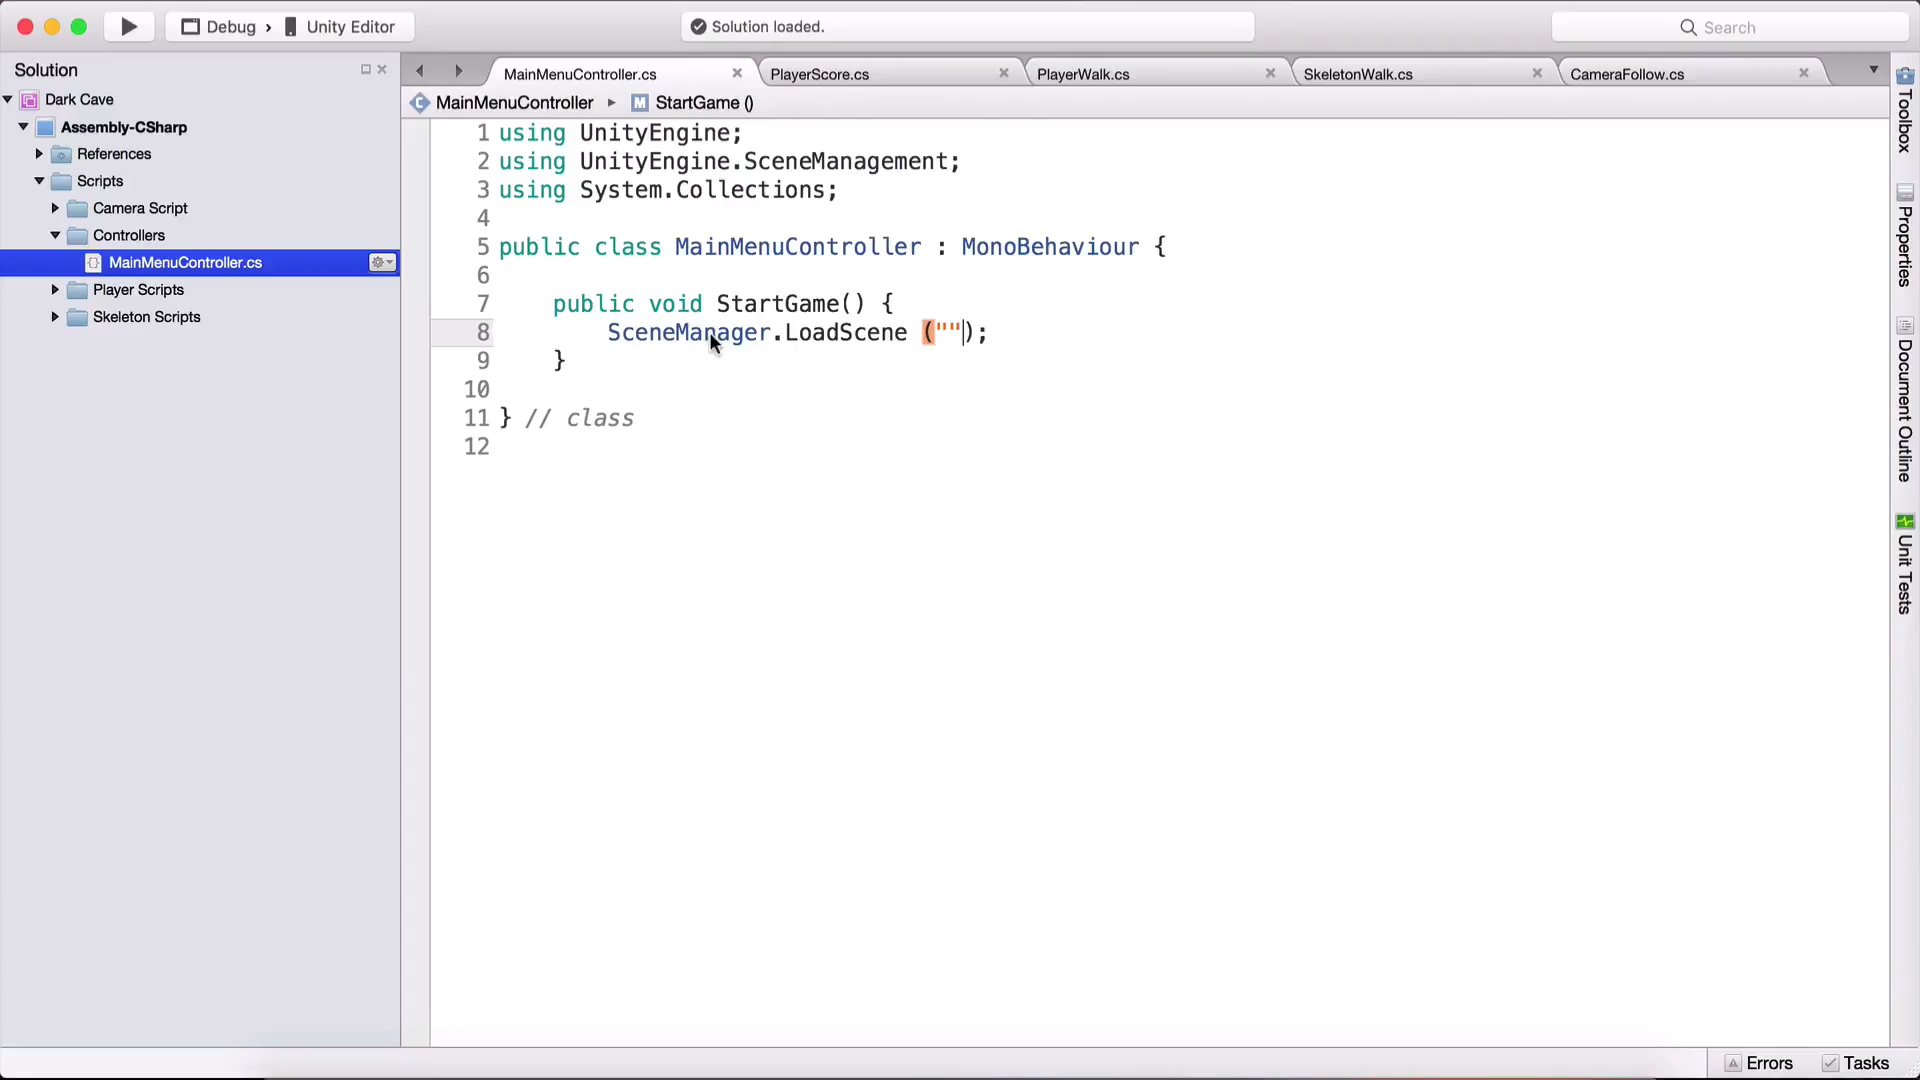 Debug › Unity Editor
Solution loaded.
Search
Solution
MainMenuController.cs
PlayerScore.cs
PlayerWalk.cs
SkeletonWalk.cs
CameraFollow.cs
MainMenuController
StartGame ()
Dark Cave
Assembly-CSharp
References
Scripts
Camera Script
Controllers
MainMenuController.cs
Player Scripts
Skeleton Scripts
1 using UnityEngine;
2 using UnityEngine.SceneManagement;
3 using System.Collections;
4
5 public class MainMenuController : MonoBehaviour {
6
7 public void StartGame() {
8 SceneManager.LoadScene ("");
9 }
10
11 } // class
12
Toolbox
Properties
Document Outline
Unit Tests
Errors
Tasks